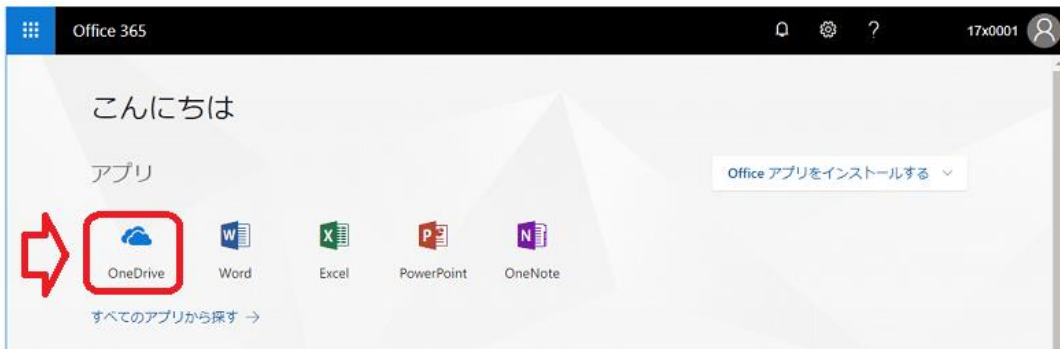 Office 365 ? 17x0001
こんにちは
アプリ
Office アプリをインストールする
OneDrive Word Excel PowerPoint OneNote
すべてのアプリから探す →